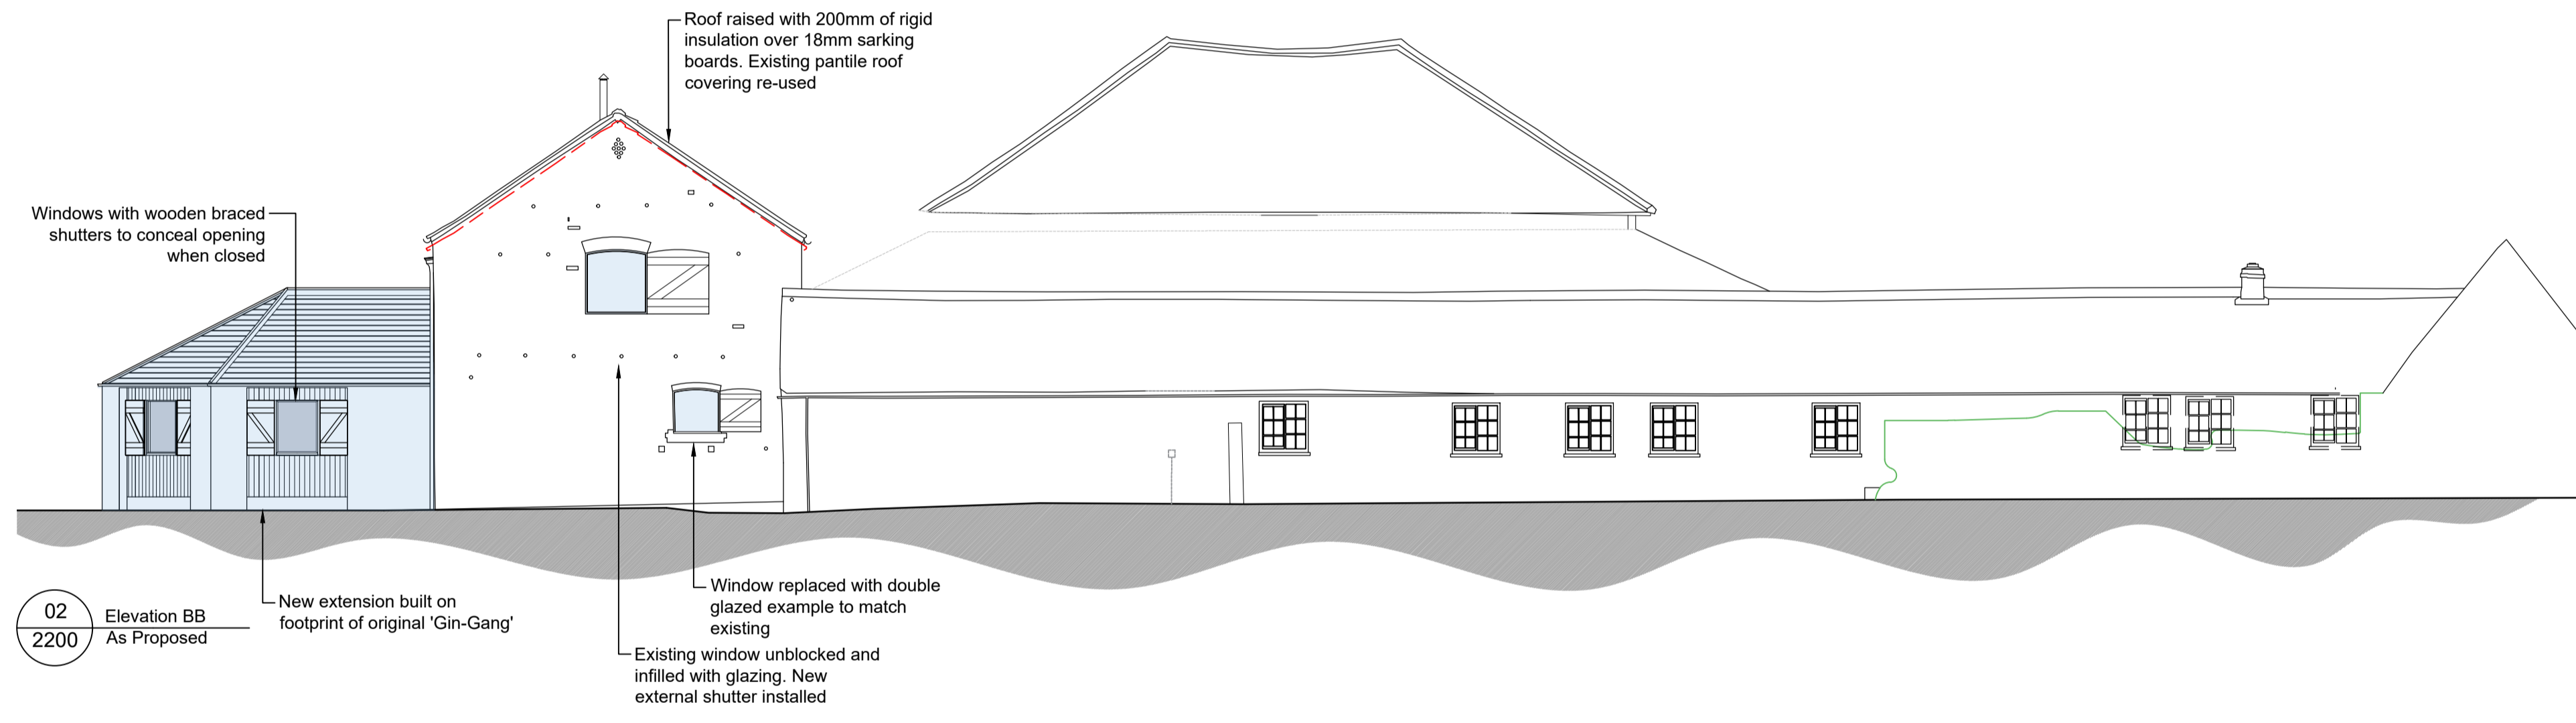 Roof raised with 200mm of rigid
insulation over 18mm sarking
boards. Existing pantile roof
covering re-used
Windows with wooden braced
shutters to conceal opening
when closed
New extension built on
footprint of original 'Gin-Gang'
Window replaced with double
glazed example to match
existing
Existing window unblocked and
infilled with glazing. New
external shutter installed
02
2200
Elevation BB
As Proposed